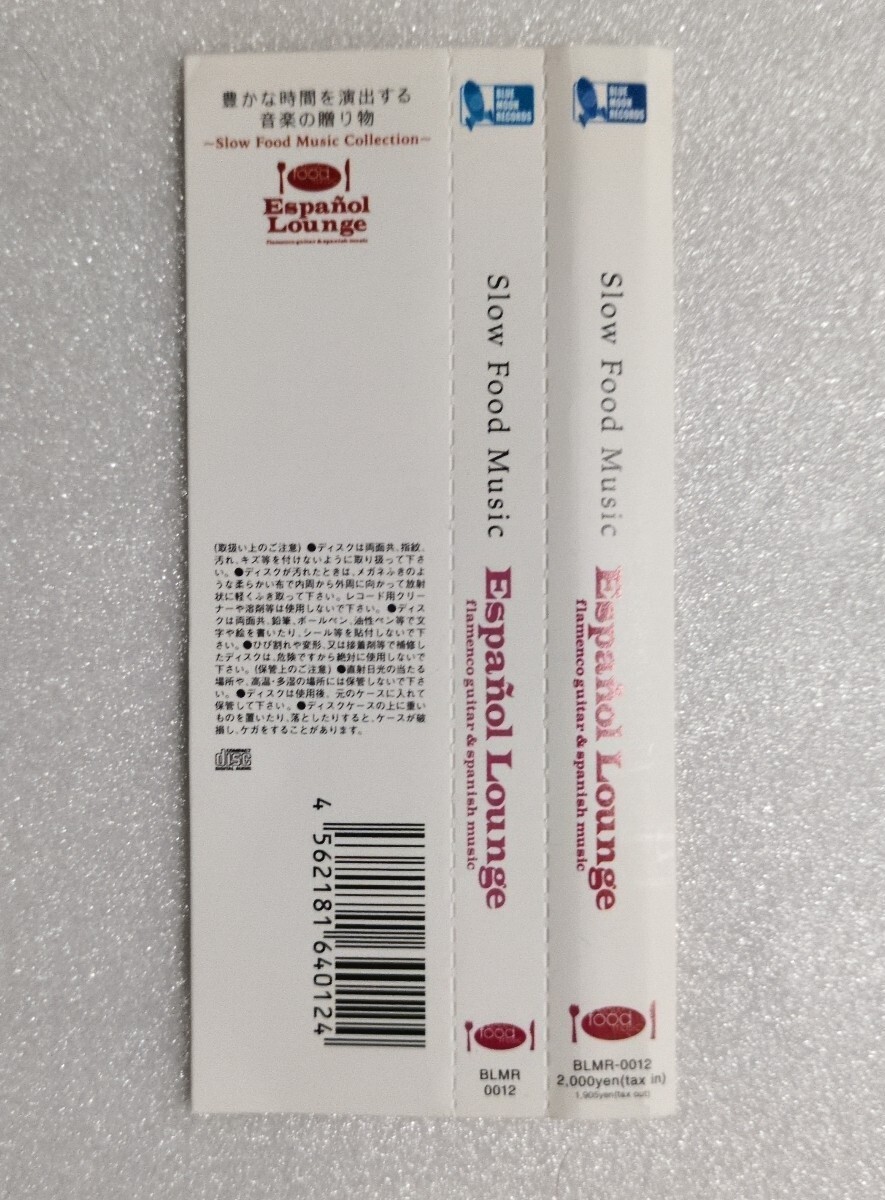 豊かな時間を演出する
音楽の贈り物
~Slow Food Music Collection~
food
Español
Lounge
flamenco guitar & spanish music
(取扱い上のご注意) ●ディスクは両面共、指紋、
汚れ、キズ等を付けないように取り扱って下さ
い。●ディスクが汚れたときは、メガネふきのよ
うな柔らかい布で内周から外周に向かって放射
状に軽くふき取って下さい。レコード用クリー
ナーや溶剤等は使用しないで下さい。●ディス
クは両面共、鉛筆、ボールペン、油性ペン等で文
字や絵を書いたり、シール等を貼付しないで下
さい。●ひび割れや変形、又は接着剤等で補修し
たディスクは、危険ですから絶対に使用しないで
下さい。(保管上のご注意) ●直射日光の当たる
場所や、高温・多湿の場所には保管しないで下さ
い。●ディスクは使用後、元のケースに入れて
保管して下さい。●ディスクケースの上に重い
ものを置いたり、落としたりすると、ケースが破
損し、ケガをすることがあります。
COMPACT
disc
DIGITAL AUDIO
4 562181 640124
BLUE
MOON
RECORDS
Slow Food Music
Español Lounge
flamenco guitar & spanish music
food
BLMR
0012
BLUE
MOON
RECORDS
Slow Food Music
Español Lounge
flamenco guitar & spanish music
food
BLMR-0012
2,000yen(tax in)
1,905yen(tax out)